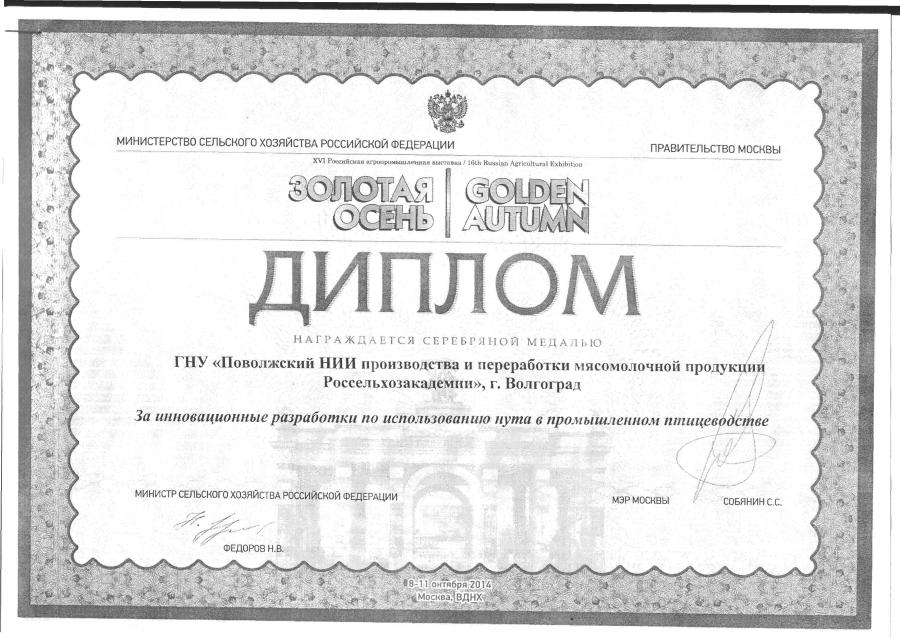 МИНИСТЕРСТВО СЕЛЬСКОГО ХОЗЯЙСТВА РОССИЙСКОЙ ФЕДЕРАЦИИ
ПРАВИТЕЛЬСТВО МОСКВЫ
XVI Российская агропромышленная выставка / 16th Russian Agricultural Exhibition
ЗОЛОТАЯ ОСЕНЬ
GOLDEN AUTUMN
ДИПЛОМ
НАГРАЖДАЕТСЯ СЕРЕБРЯНОЙ МЕДАЛЬЮ
ГНУ «Поволжский НИИ производства и переработки мясомолочной продукции
Россельхозакадемии», г. Волгоград
За инновационные разработки по использованию нута в промышленном птицеводстве
МИНИСТР СЕЛЬСКОГО ХОЗЯЙСТВА РОССИЙСКОЙ ФЕДЕРАЦИИ
МЭР МОСКВЫ
СОБЯНИН С.С.
ФЕДОРОВ Н.В.
8-11 октября 2014
Москва, ВДНХ